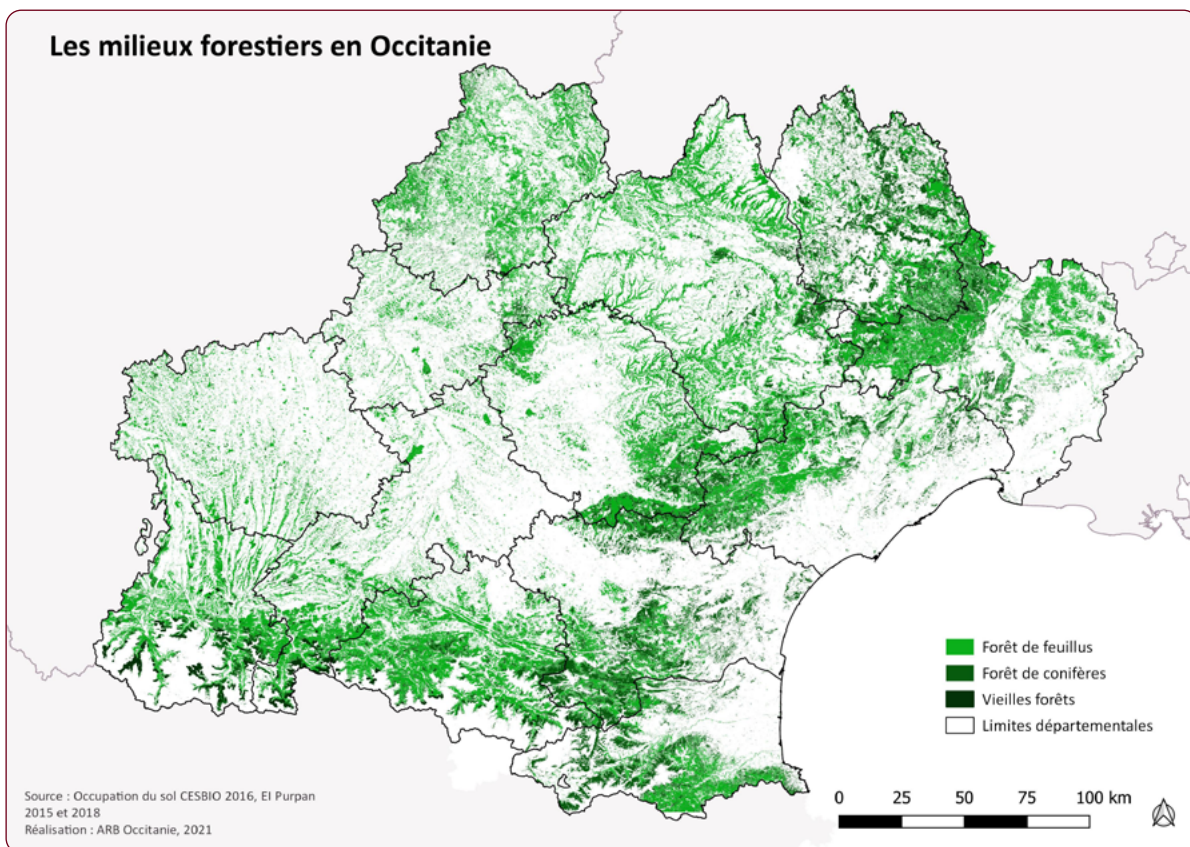 Les milieux forestiers en Occitanie
Forêt de feuillus
Forêt de conifères
Vieilles forêts
Limites départementales
Source : Occupation du sol CESBIO 2016, EI Purpan
2015 et 2018
Réalisation : ARB Occitanie, 2021
0 25 50 75 100 km